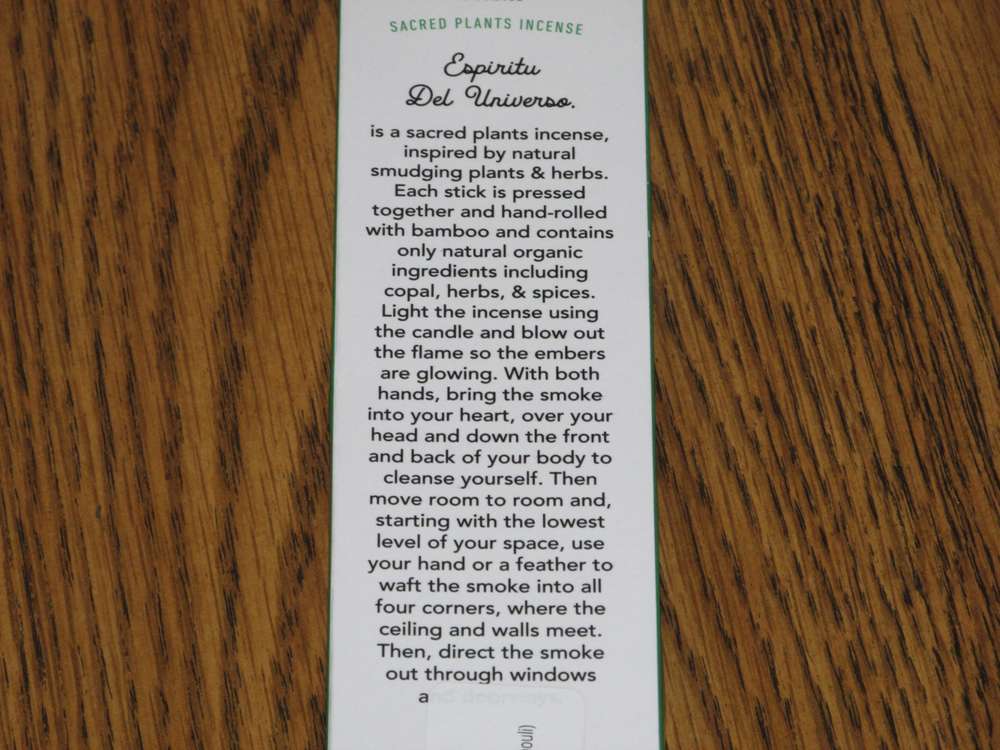 SACRED PLANTS INCENSE
Espiritu
Del Universo.
is a sacred plants incense,
inspired by natural
smudging plants & herbs.
Each stick is pressed
together and hand-rolled
with bamboo and contains
only natural organic
ingredients including
copal, herbs, & spices.
Light the incense using
the candle and blow out
the flame so the embers
are glowing. With both
hands, bring the smoke
into your heart, over your
head and down the front
and back of your body to
cleanse yourself. Then
move room to room and,
starting with the lowest
level of your space, use
your hand or a feather to
waft the smoke into all
four corners, where the
ceiling and walls meet.
Then, direct the smoke
out through windows
and doorways.
houli)